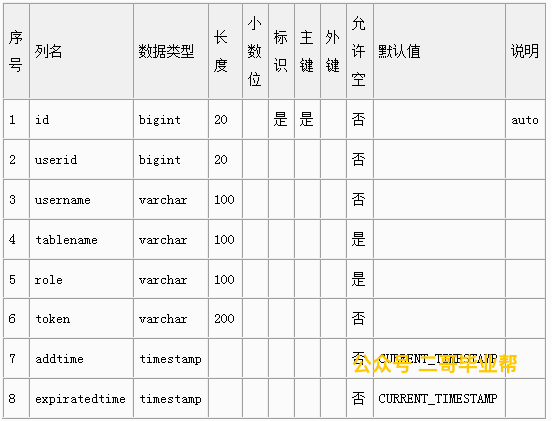 序号 列名 数据类型 长度 小数位 标识 主键 外键 允许空 默认值 说明
1 id bigint 20 是 是 否 auto
2 userid bigint 20 否
3 username varchar 100 否
4 tablename varchar 100 是
5 role varchar 100 是
6 token varchar 200 否
7 addtime timestamp 否 CURRENT_TIMESTAMP
公众号 二哥毕业帮
8 expiratedtime timestamp 否 CURRENT_TIMESTAMP